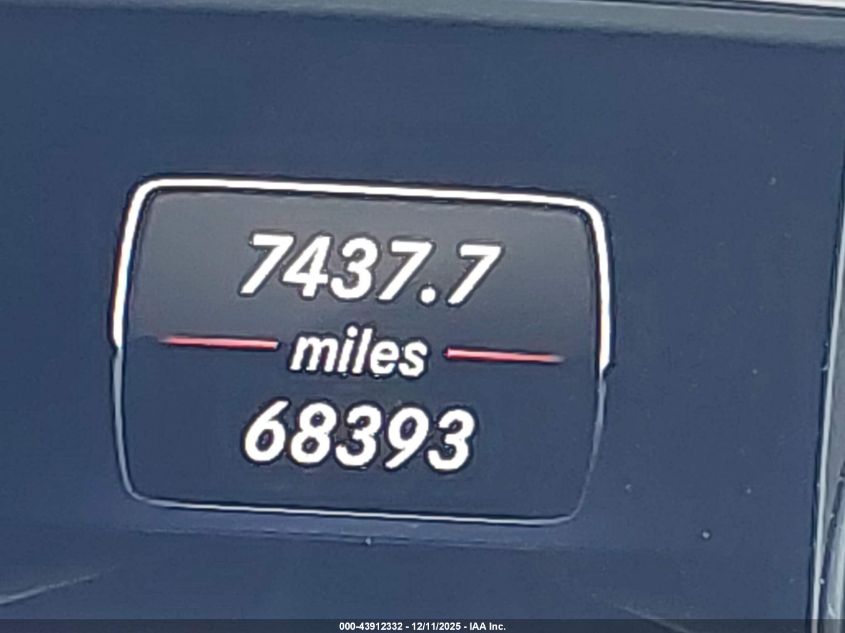 7437.7
miles
68393
000-43912332 - 12/11/2025 - IAA Inc.